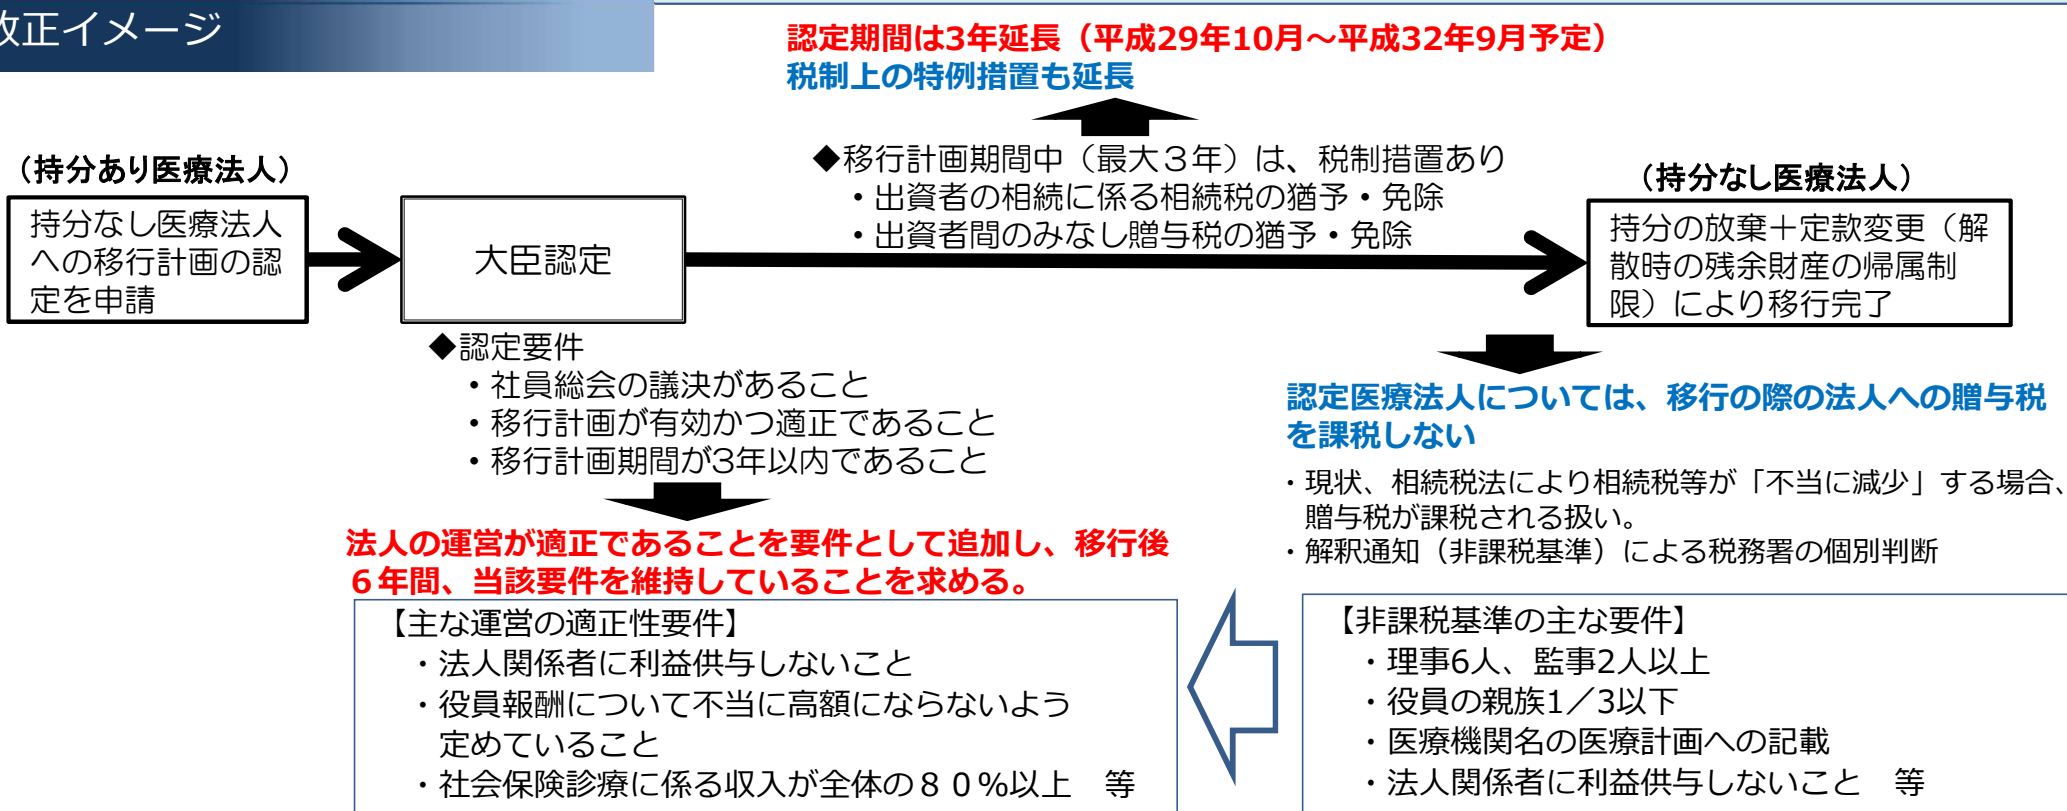 改正イメージ
認定期間は3年延長（平成29年10月～平成32年9月予定）
税制上の特例措置も延長
◆移行計画期間中（最大３年）は、税制措置あり
・出資者の相続に係る相続税の猶予・免除
・出資者間のみなし贈与税の猶予・免除
（持分あり医療法人）
持分なし医療法人
への移行計画の認
定を申請
大臣認定
（持分なし医療法人）
持分の放棄＋定款変更（解
散時の残余財産の帰属制
限）により移行完了
◆認定要件
・社員総会の議決があること
・移行計画が有効かつ適正であること
・移行計画期間が3年以内であること
法人の運営が適正であることを要件として追加し、移行後
６年間、当該要件を維持していることを求める。
【主な運営の適正性要件】
・法人関係者に利益供与しないこと
・役員報酬について不当に高額にならないよう
定めていること
・社会保険診療に係る収入が全体の８０％以上　等
認定医療法人については、移行の際の法人への贈与税
を課税しない
・現状、相続税法により相続税等が「不当に減少」する場合、
贈与税が課税される扱い。
・解釈通知（非課税基準）による税務署の個別判断
【非課税基準の主な要件】
・理事6人、監事2人以上
・役員の親族1／3以下
・医療機関名の医療計画への記載
・法人関係者に利益供与しないこと　等